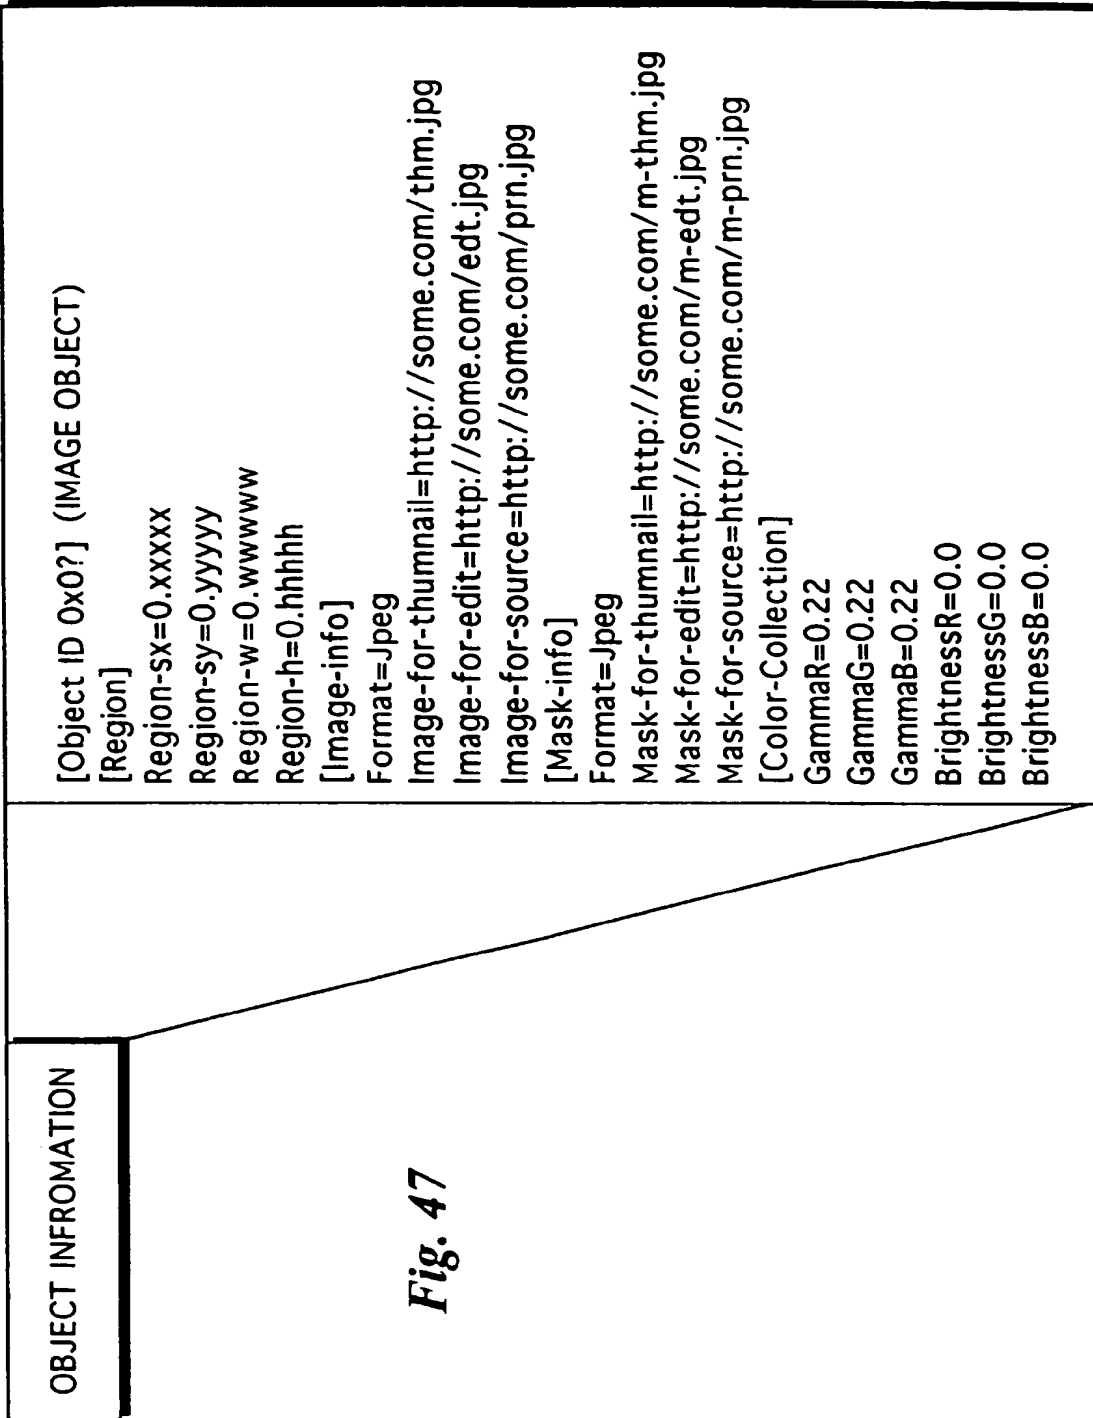 OBJECT INFROMATION
[Object ID 0x0?] (IMAGE OBJECT)
[Region]
Region-sx=0.xxxxx
Region-sy=0.yyyyy
Region-w=0.wwwww
Region-h=0.hhhhh
[Image-info]
Format=Jpeg
Image-for-thumnail=http://some.com/thm.jpg
Image-for-edit=http://some.com/edt.jpg
Image-for-source=http://some.com/prn.jpg
[Mask-info]
Format=Jpeg
Mask-for-thumnail=http://some.com/m-thm.jpg
Mask-for-edit=http://some.com/m-edt.jpg
Mask-for-source=http://some.com/m-prn.jpg
[Color-Collection]
GammaR=0.22
GammaG=0.22
GammaB=0.22
BrightnessR=0.0
BrightnessG=0.0
BrightnessB=0.0
Fig. 47